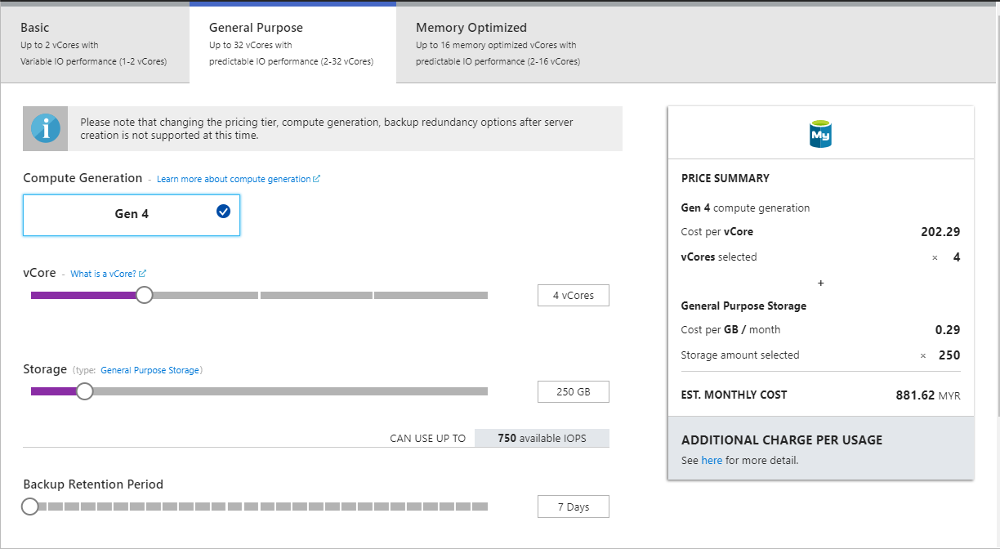 Basic
Up to 2 vCores with
Variable IO performance (1-2 vCores)
General Purpose
Up to 32 vCores with
predictable IO performance (2-32 vCores)
Memory Optimized
Up to 16 memory optimized vCores with
predictable IO performance (2-16 vCores)
i
Please note that changing the pricing tier, compute generation, backup redundancy options after server
creation is not supported at this time.
Compute Generation - Learn more about compute generation
Gen 4
vCore - What is a vCore?
4 vCores
Storage (type: General Purpose Storage)
250 GB
CAN USE UP TO 750 available IOPS
Backup Retention Period
7 Days
My
PRICE SUMMARY
Gen 4 compute generation
Cost per vCore 202.29
vCores selected × 4
+
General Purpose Storage
Cost per GB / month 0.29
Storage amount selected × 250
EST. MONTHLY COST 881.62 MYR
ADDITIONAL CHARGE PER USAGE
See here for more detail.